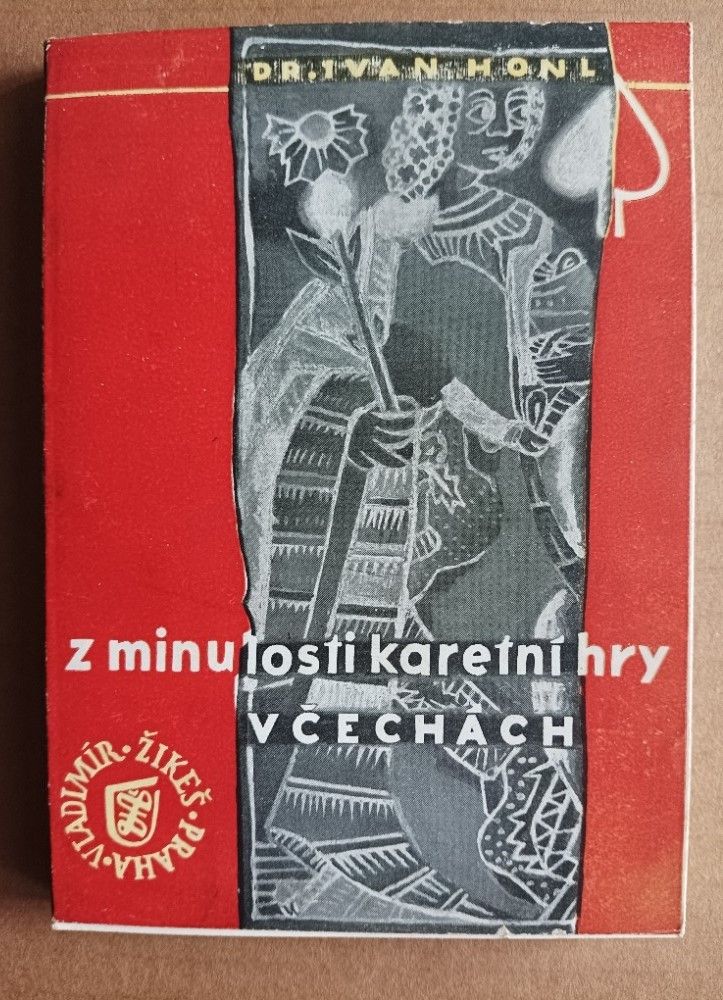 DR. IVAN HONL
z minulosti karetní hry
V ČECHÁCH
VLADIMÍR · ŽIKEŠ · PRAHA ·